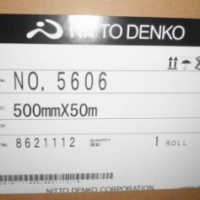 NITTO DENKO
NO. 5606
500mmX50m
8621112 1 ROLL
NITTO DENKO CORPORATION